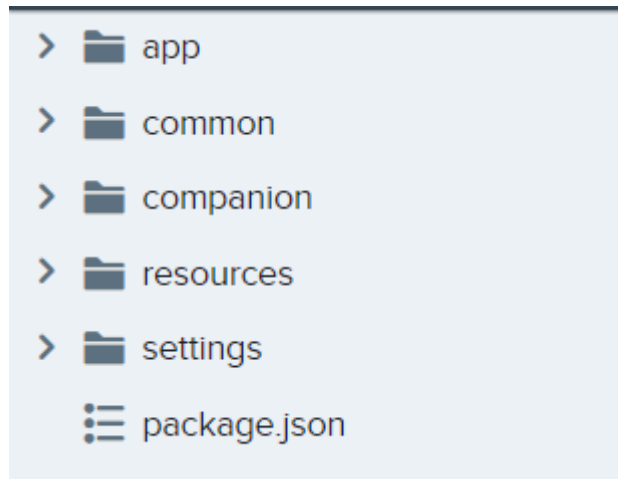 app
common
companion
resources
settings
package.json